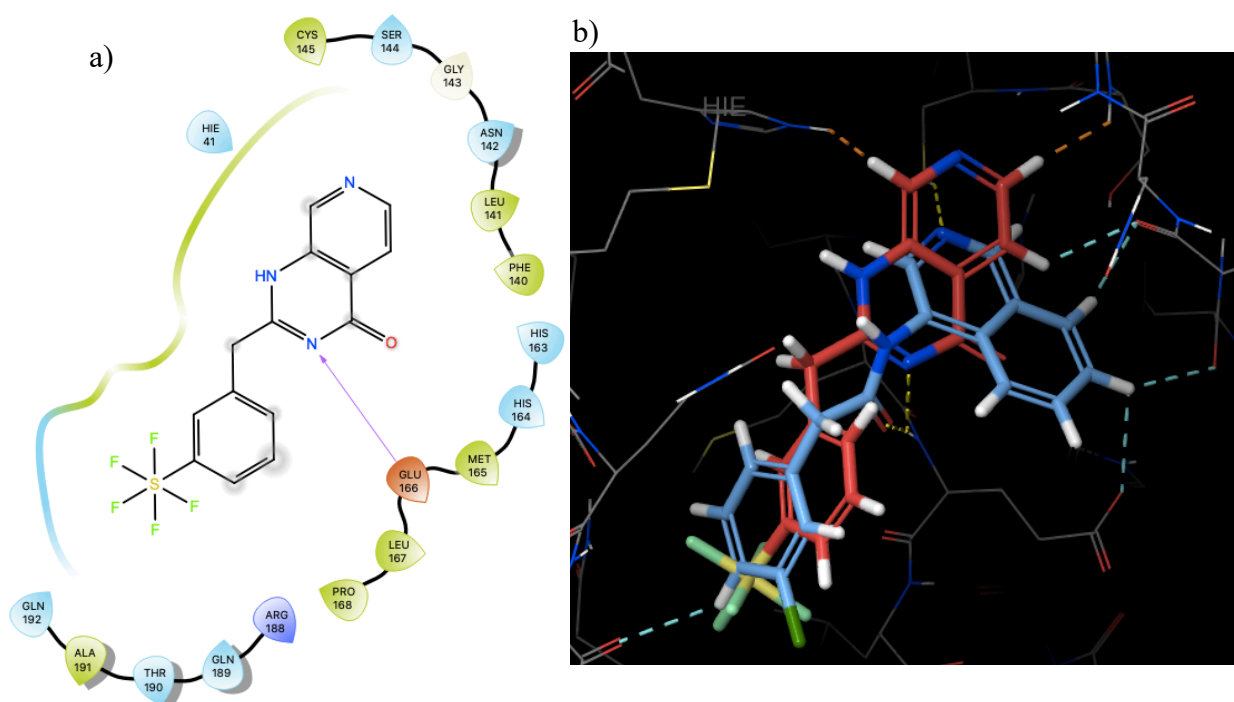 a)
b)
CYS
145
SER
144
GLY
143
HIE
41
ASN
142
LEU
141
PHE
140
N
HN
N
O
HIS
163
HIS
164
MET
165
GLU
166
LEU
167
PRO
168
F
F
F
S
F
F
GLN
192
ALA
191
THR
190
GLN
189
ARG
188
HIE